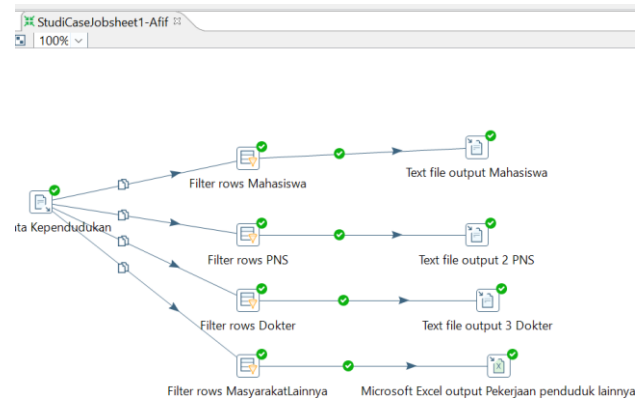 StudiCaseJobsheet1-Afif
100%
Filter rows Mahasiswa
Text file output Mahasiswa
ata Kependudukan
Filter rows PNS
Text file output 2 PNS
Filter rows Dokter
Text file output 3 Dokter
Filter rows MasyarakatLainnya
Microsoft Excel output Pekerjaan penduduk lainnya